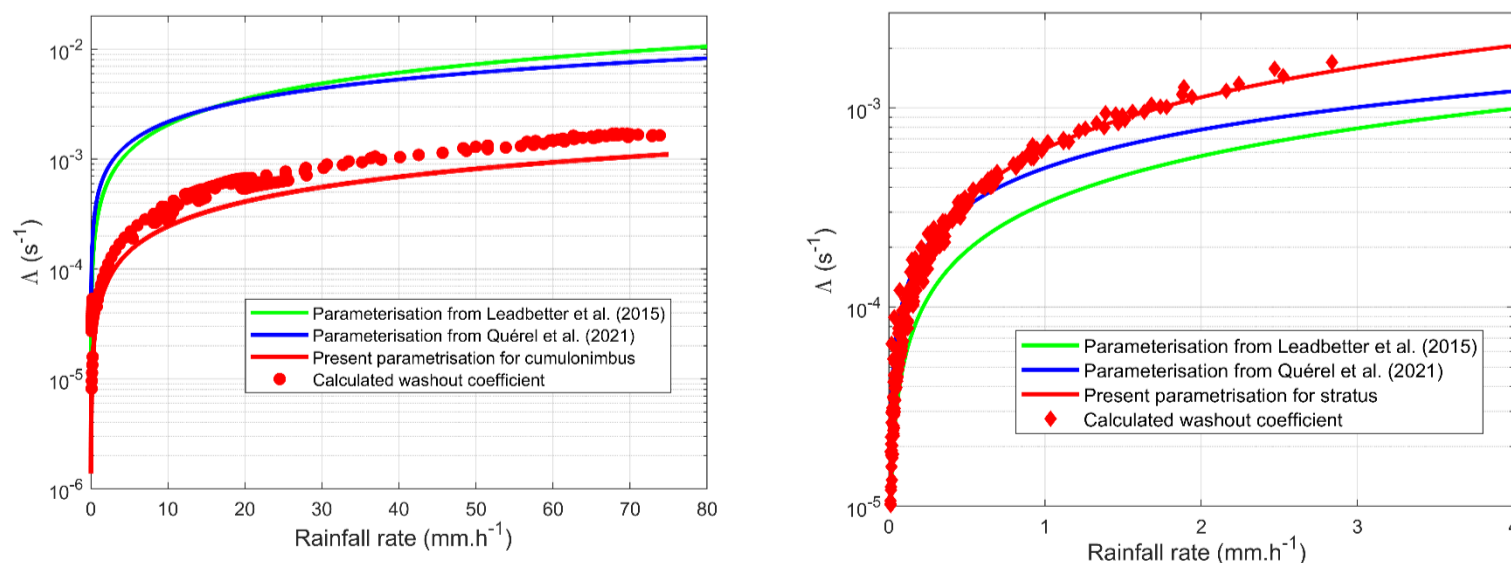 10⁻²
10⁻³
10⁻⁴
10⁻⁵
10⁻⁶
Λ (s⁻¹)
Parameterisation from Leadbetter et al. (2015)
Parameterisation from Quérel et al. (2021)
Present parametrisation for cumulonimbus
Calculated washout coefficient
0 10 20 30 40 50 60 70 80
Rainfall rate (mm.h⁻¹)
10⁻³
10⁻⁴
10⁻⁵
Λ (s⁻¹)
Parameterisation from Leadbetter et al. (2015)
Parameterisation from Quérel et al. (2021)
Present parametrisation for stratus
Calculated washout coefficient
0 1 2 3 4
Rainfall rate (mm.h⁻¹)